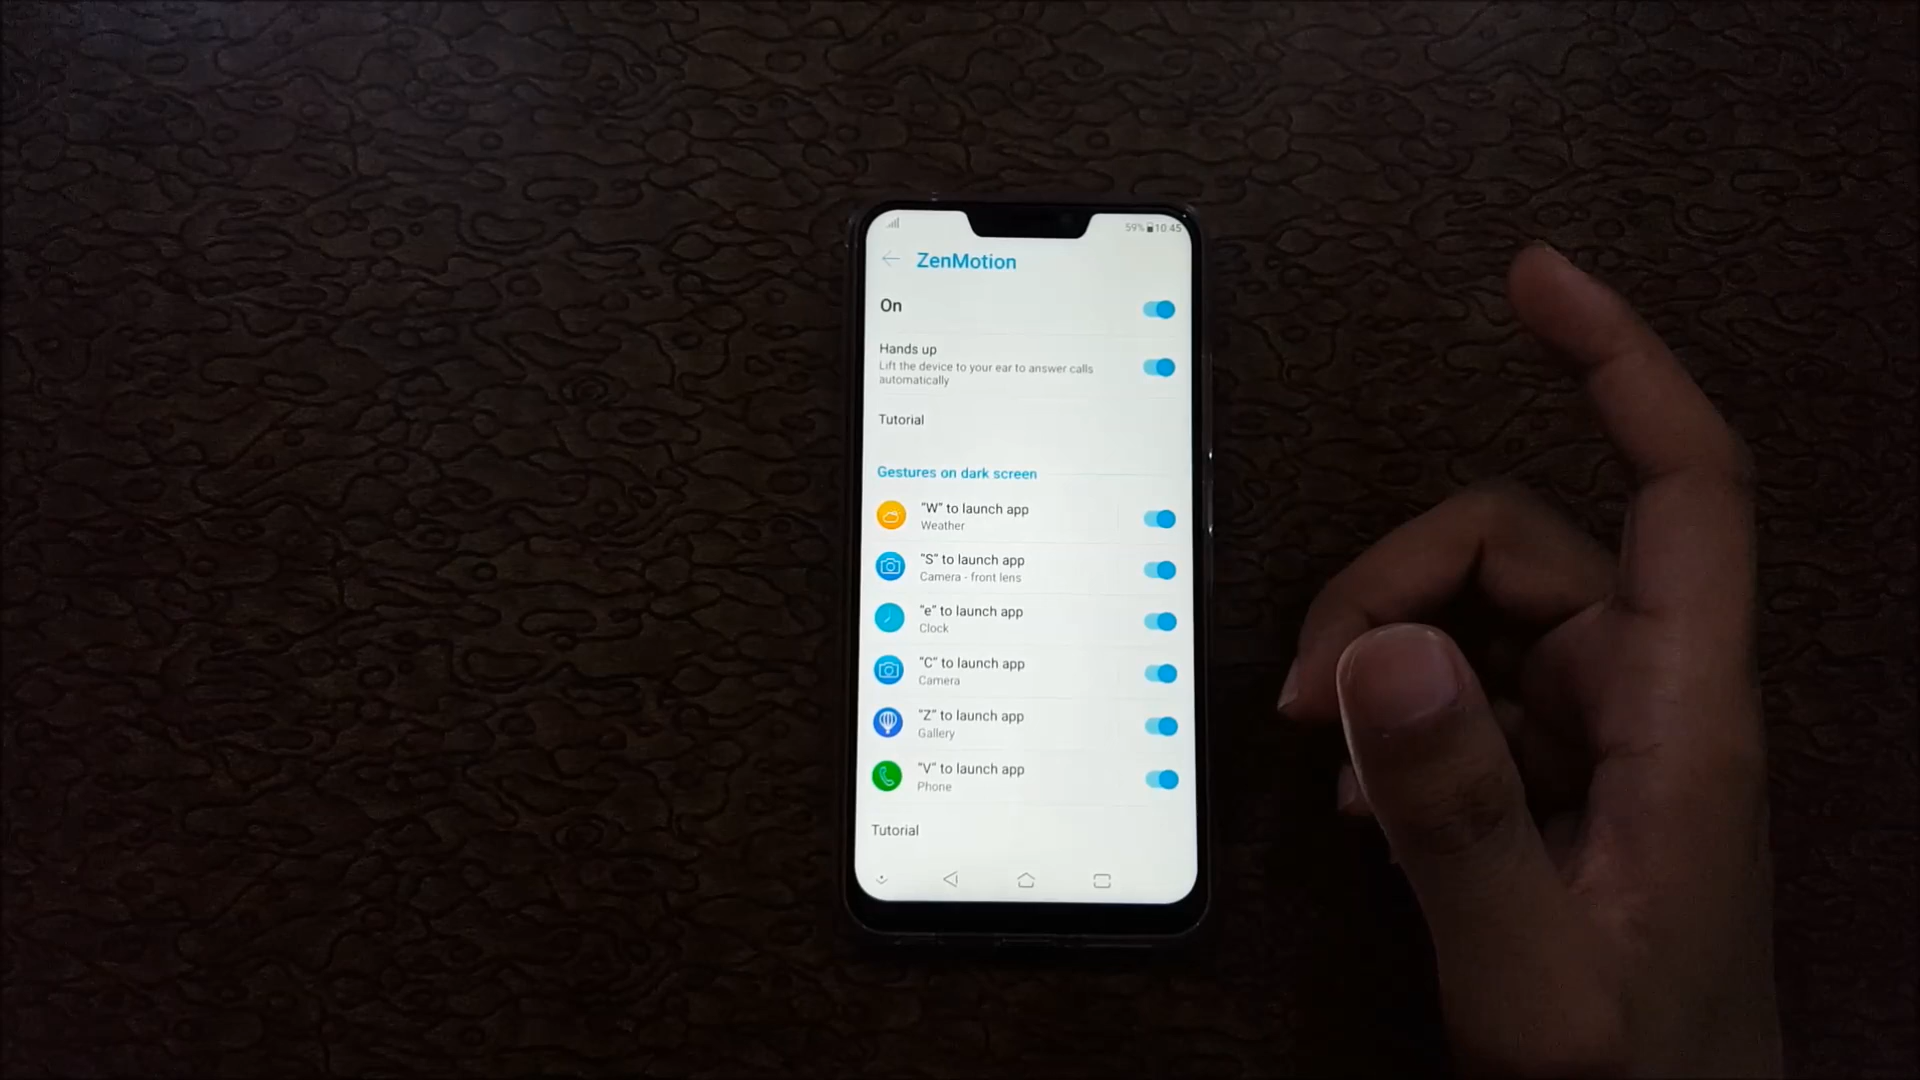 59% 10:45
ZenMotion
On
Hands up
Lift the device to your ear to answer calls
automatically
Tutorial
Gestures on dark screen
"W" to launch app
Weather
"S" to launch app
Camera - front lens
"e" to launch app
Clock
"C" to launch app
Camera
"Z" to launch app
Gallery
"V" to launch app
Phone
Tutorial